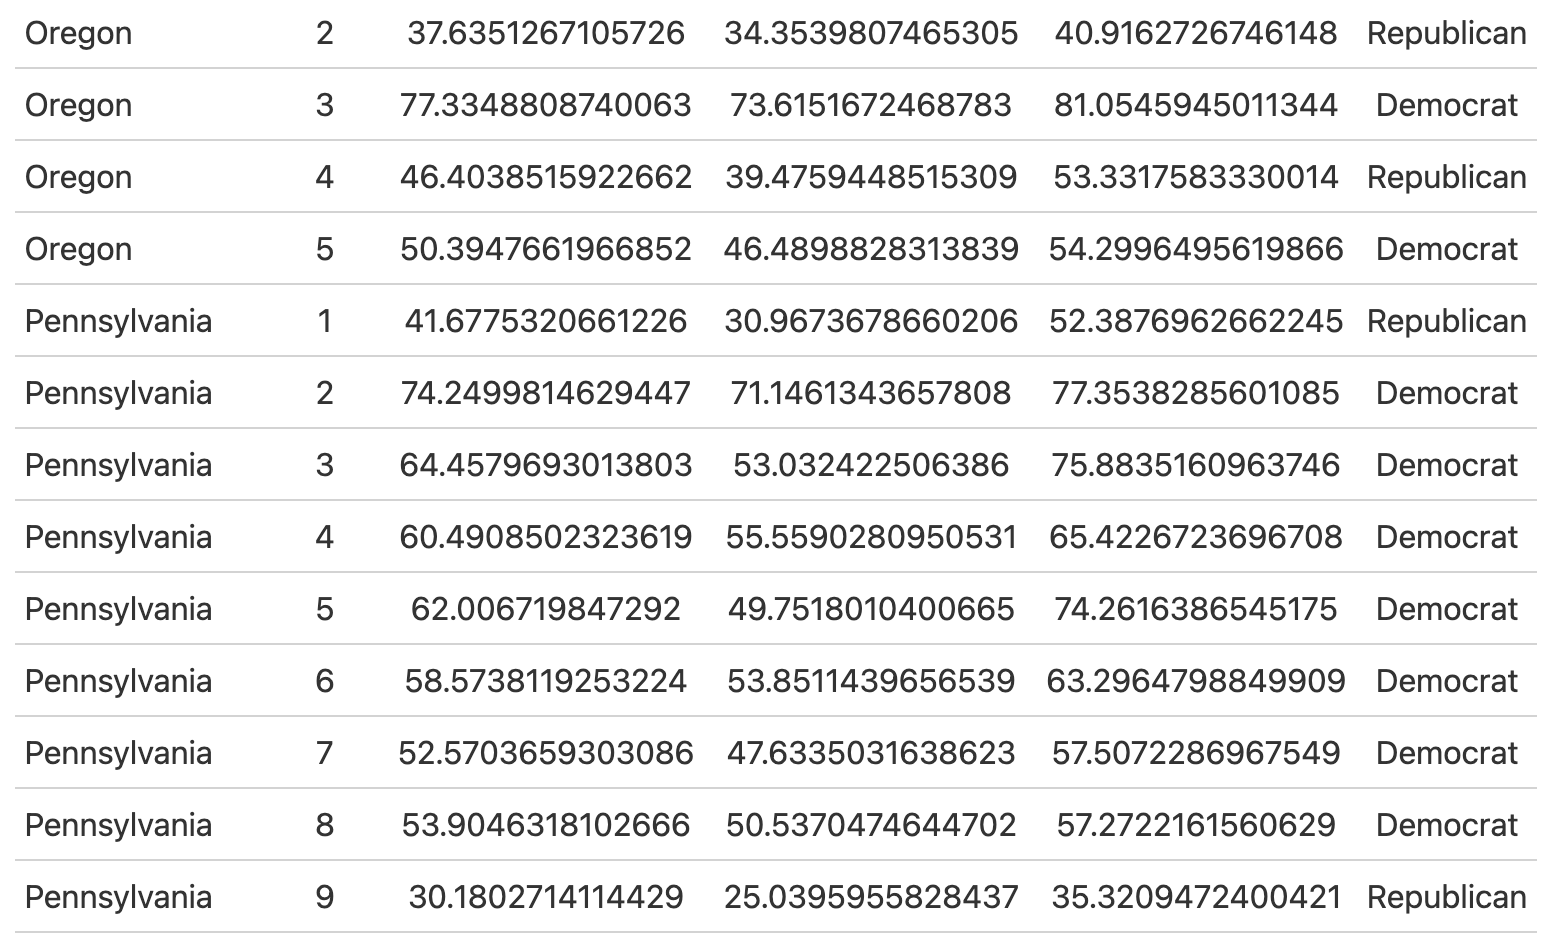 Oregon 2 37.6351267105726 34.3539807465305 40.9162726746148 Republican
Oregon 3 77.3348808740063 73.6151672468783 81.0545945011344 Democrat
Oregon 4 46.4038515922662 39.4759448515309 53.3317583330014 Republican
Oregon 5 50.3947661966852 46.4898828313839 54.2996495619866 Democrat
Pennsylvania 1 41.6775320661226 30.9673678660206 52.3876962662245 Republican
Pennsylvania 2 74.2499814629447 71.1461343657808 77.3538285601085 Democrat
Pennsylvania 3 64.4579693013803 53.032422506386 75.8835160963746 Democrat
Pennsylvania 4 60.4908502323619 55.5590280950531 65.4226723696708 Democrat
Pennsylvania 5 62.006719847292 49.7518010400665 74.2616386545175 Democrat
Pennsylvania 6 58.5738119253224 53.8511439656539 63.2964798849909 Democrat
Pennsylvania 7 52.5703659303086 47.6335031638623 57.5072286967549 Democrat
Pennsylvania 8 53.9046318102666 50.5370474644702 57.2722161560629 Democrat
Pennsylvania 9 30.1802714114429 25.0395955828437 35.3209472400421 Republican